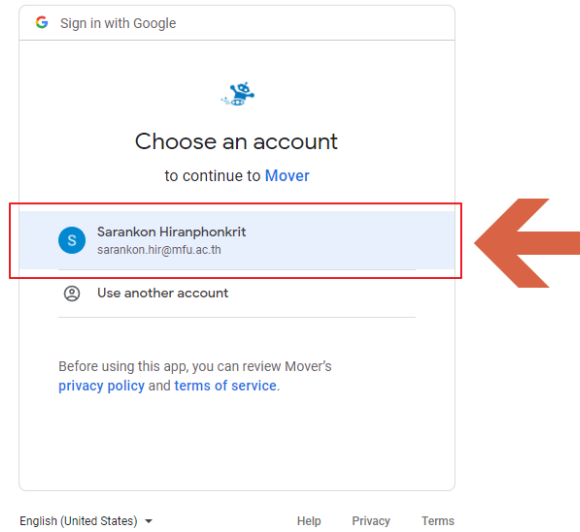 Sign in with Google
Choose an account
to continue to Mover
S
Sarankon Hiranphonkrit
sarankon.hir@mfu.ac.th
Use another account
Before using this app, you can review Mover's
privacy policy and terms of service.
English (United States)
Help Privacy Terms